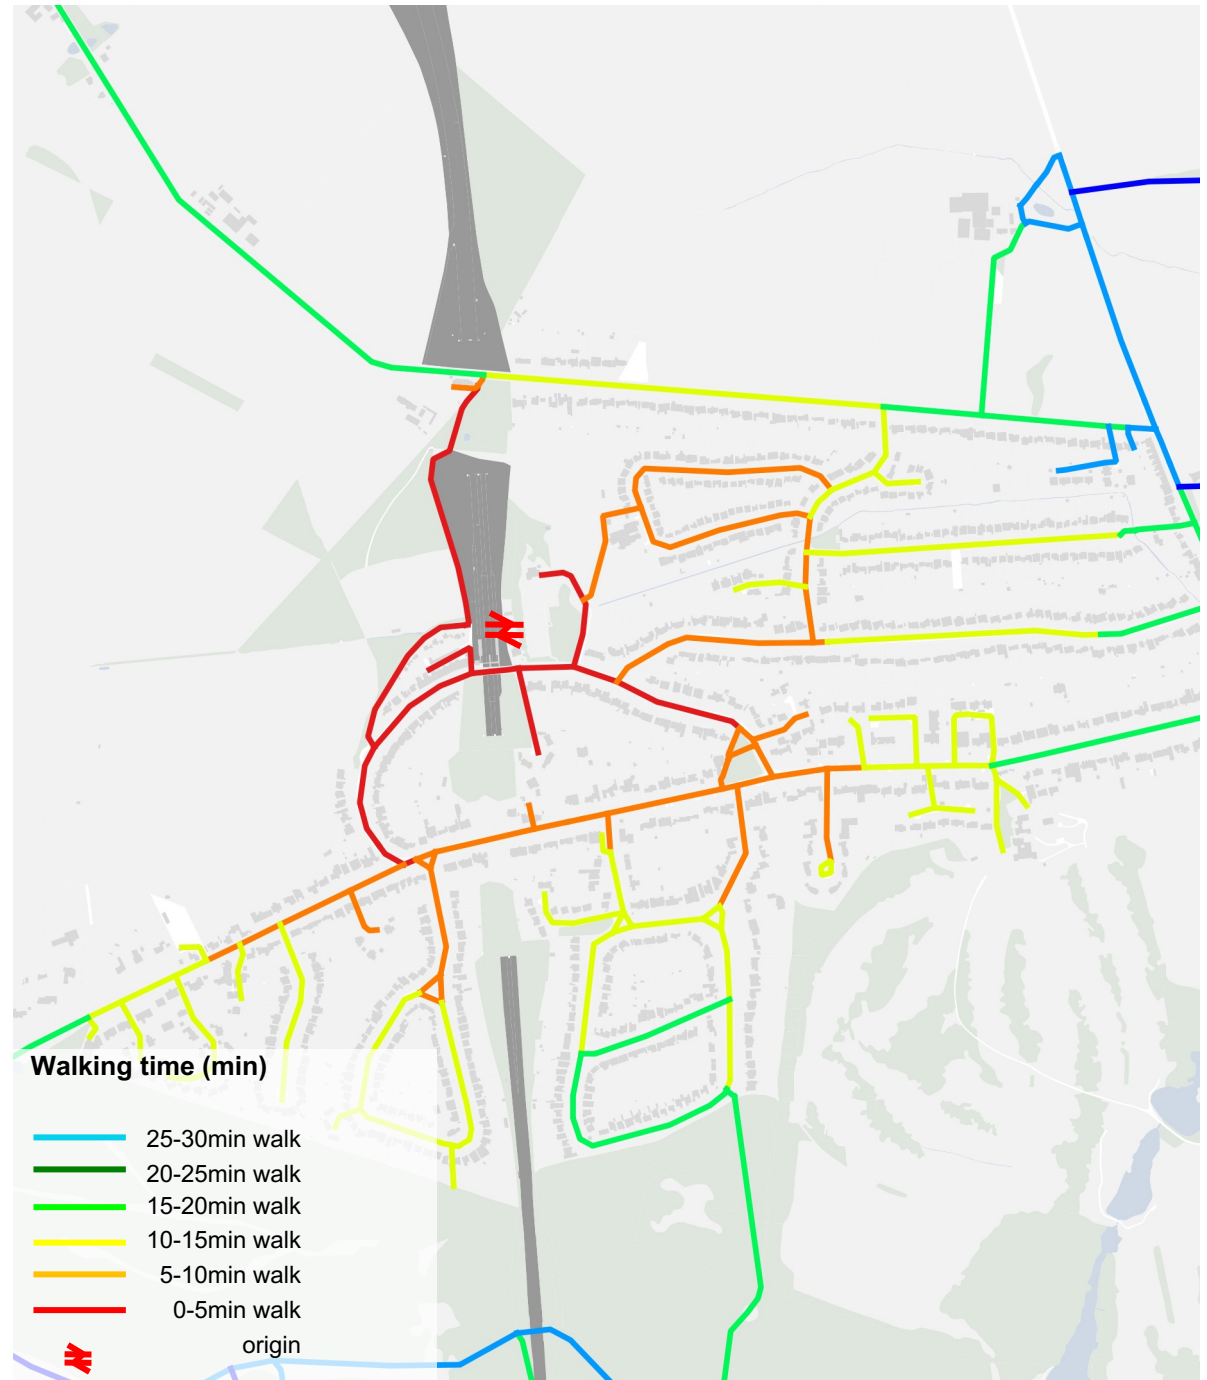 Walking time (min)
25-30min walk
20-25min walk
15-20min walk
10-15min walk
5-10min walk
0-5min walk
origin